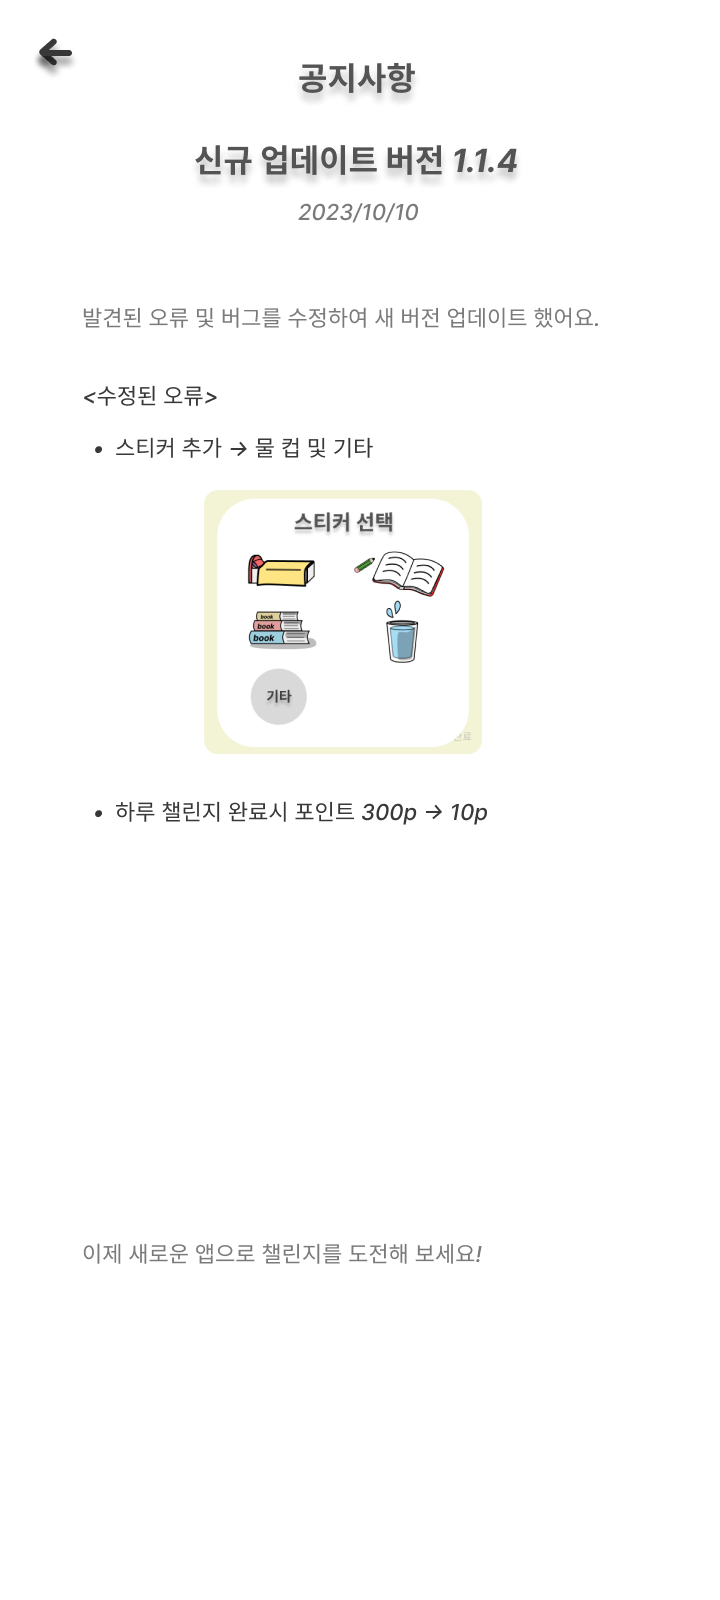 공지사항
신규 업데이트 버전 1.1.4
2023/10/10
발견된 오류 및 버그를 수정하여 새 버전 업데이트 했어요.
<수정된 오류>
• 스티커 추가 → 물 컵 및 기타
스티커 선택
book
book
book
기타
• 하루 챌린지 완료시 포인트 300p → 10p
이제 새로운 앱으로 챌린지를 도전해 보세요!